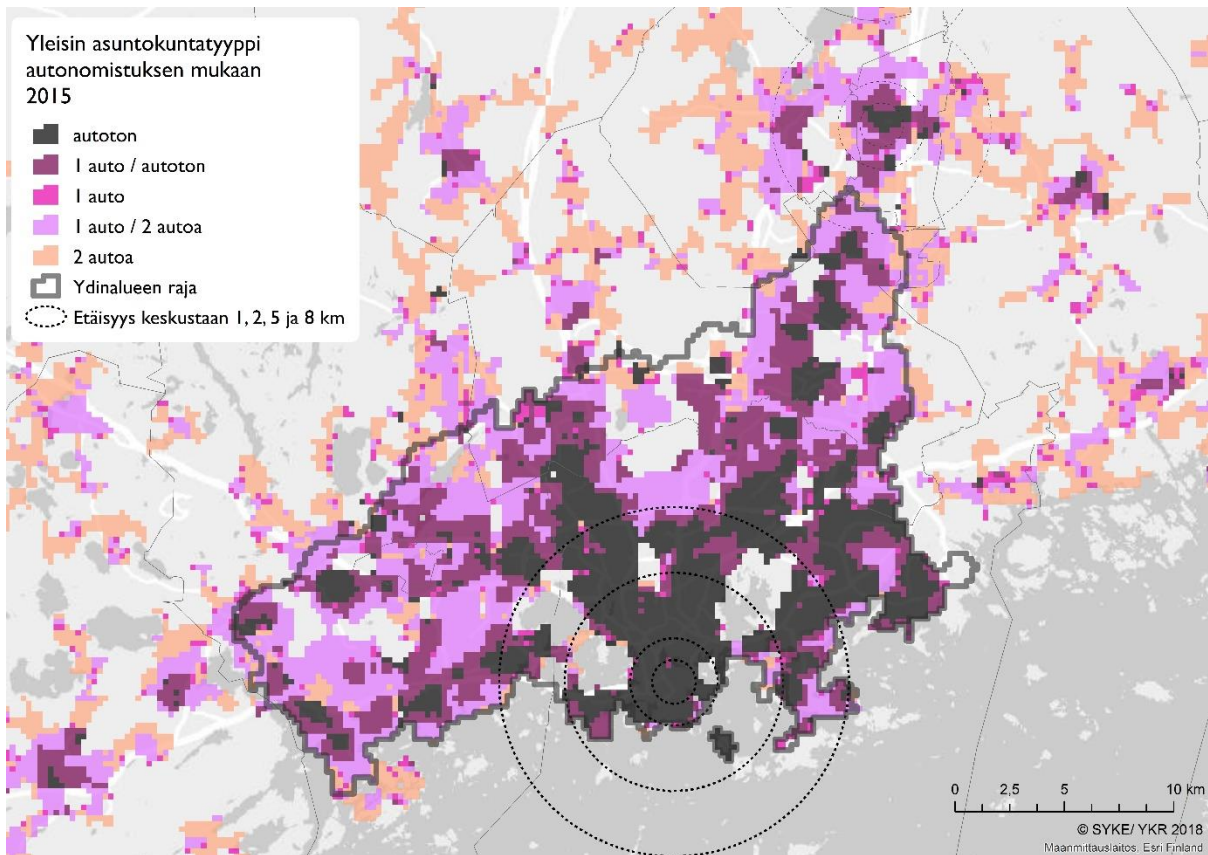 Yleisin asuntokuntatyyppi
autonomistuksen mukaan
2015
autoton
1 auto / autoton
1 auto
1 auto / 2 autoa
2 autoa
Ydinalueen raja
Etäisyys keskustaan 1, 2, 5 ja 8 km
0 2,5 5 10 km
© SYKE/ YKR 2018
Maanmittauslaitos, Esri Finland